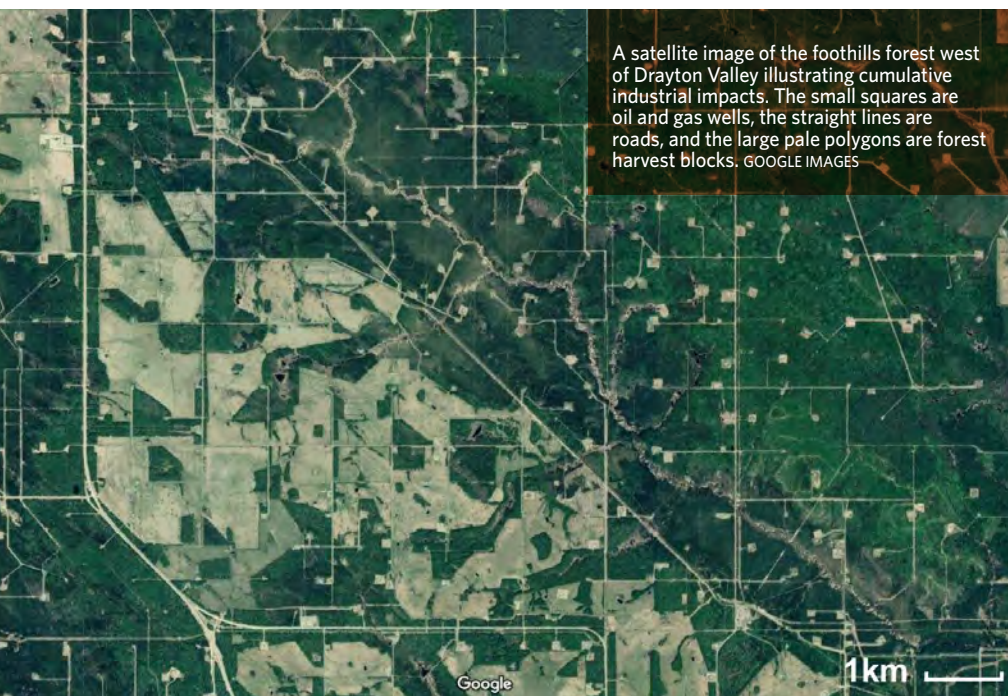 A satellite image of the foothills forest west
of Drayton Valley illustrating cumulative
industrial impacts. The small squares are
oil and gas wells, the straight lines are
roads, and the large pale polygons are forest
harvest blocks. GOOGLE IMAGES
Google
1km